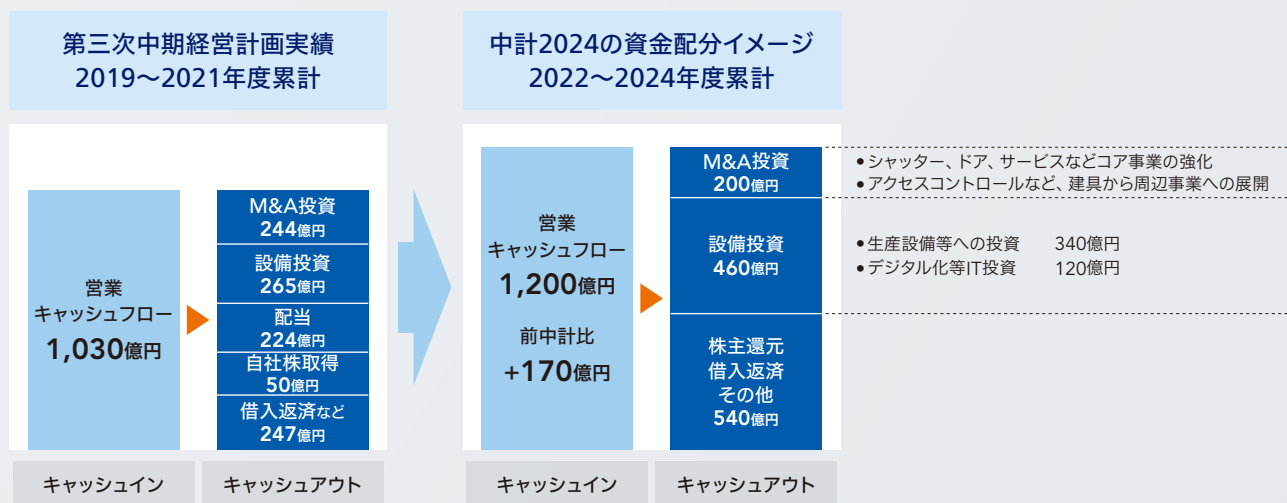 第三次中期経営計画実績
2019～2021年度累計
営業
キャッシュフロー
1,030億円
M&A投資
244億円
設備投資
265億円
配当
224億円
自社株取得
50億円
借入返済など
247億円
キャッシュイン
キャッシュアウト
中計2024の資金配分イメージ
2022～2024年度累計
営業
キャッシュフロー
1,200億円
前中計比
+170億円
M&A投資
200億円
設備投資
460億円
株主還元
借入返済
その他
540億円
キャッシュイン
キャッシュアウト
●シャッター、ドア、サービスなどコア事業の強化
●アクセスコントロールなど、建具から周辺事業への展開
●生産設備等への投資 340億円
●デジタル化等IT投資 120億円